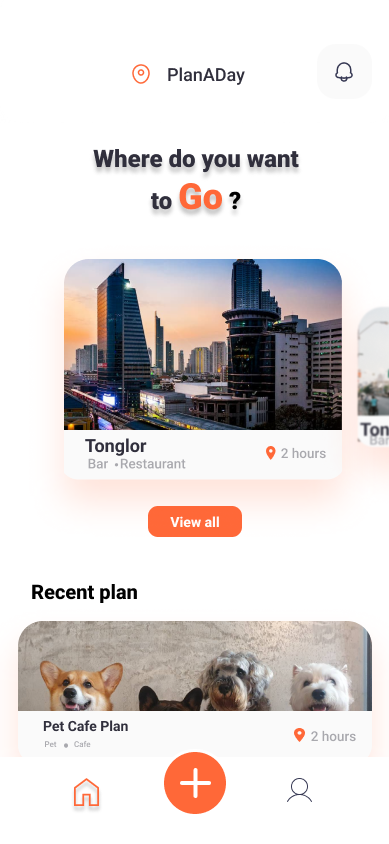 PlanADay
Where do you want
to Go ?
Tonglor
Bar •Restaurant
2 hours
Ton
Bar
View all
Recent plan
Pet Cafe Plan
Pet • Cafe
2 hours